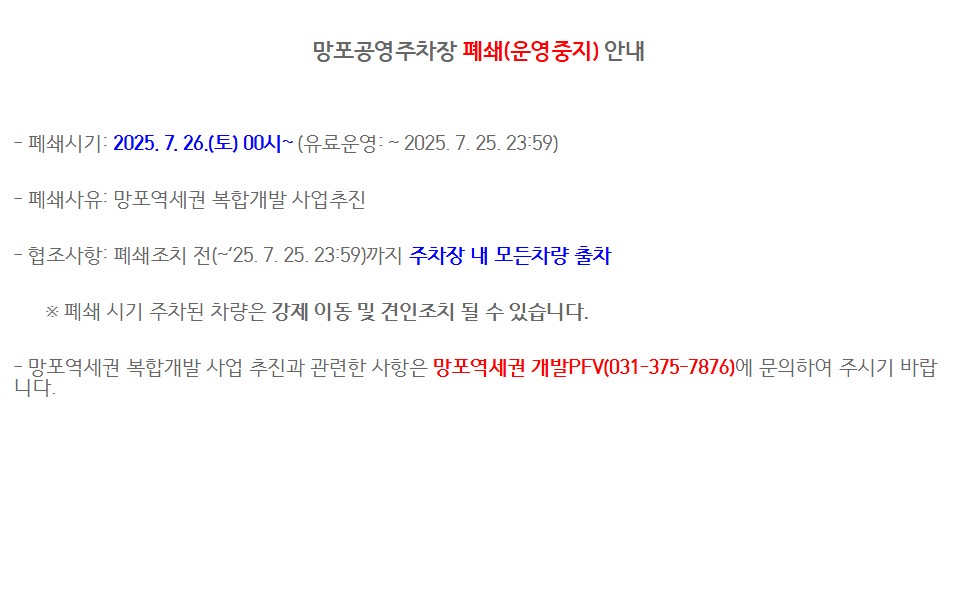 망포공영주차장 폐쇄(운영중지) 안내
- 폐쇄시기: 2025. 7. 26.(토) 00시~ (유료운영: ~ 2025. 7. 25. 23:59)
- 폐쇄사유: 망포역세권 복합개발 사업추진
- 협조사항: 폐쇄조치 전(~‘25. 7. 25. 23:59)까지 주차장 내 모든차량 출차
※ 폐쇄 시기 주차된 차량은 강제 이동 및 견인조치 될 수 있습니다.
- 망포역세권 복합개발 사업 추진과 관련한 사항은 망포역세권 개발PFV(031-375-7876)에 문의하여 주시기 바랍
니다.